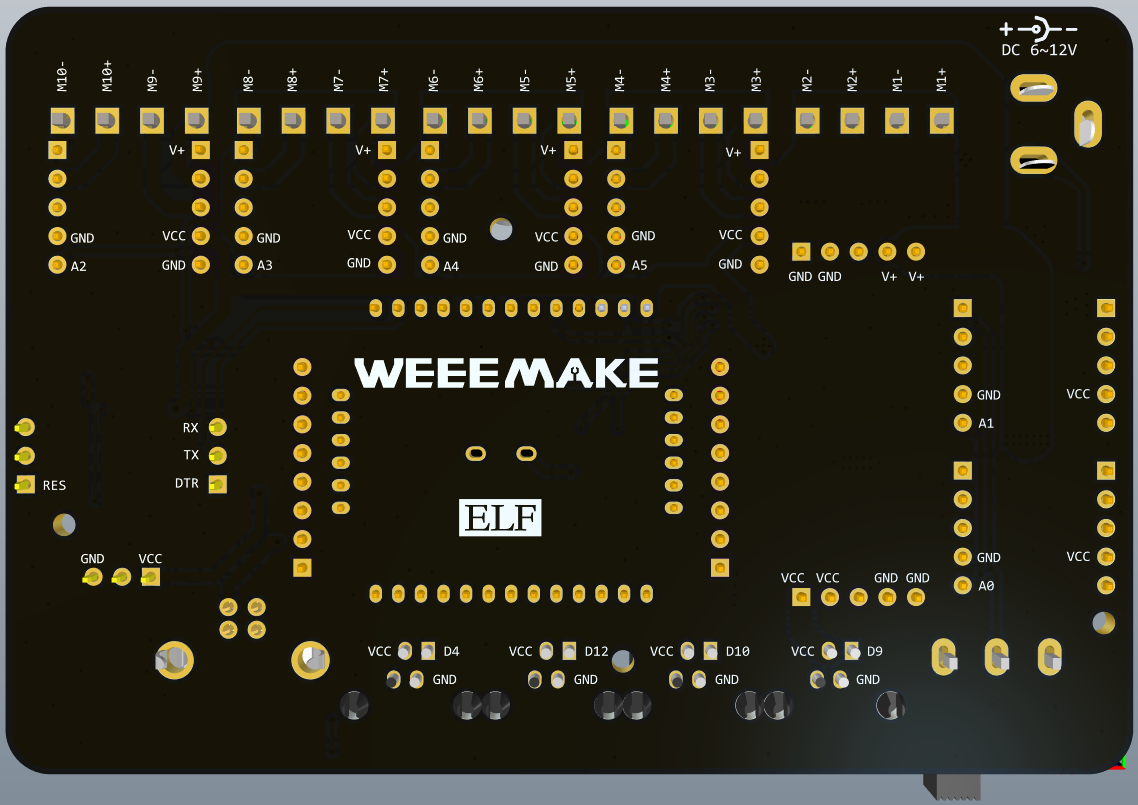 + -
DC 6~12V
M10- M10+ M9- M9+ M8- M8+ M7- M7+ M6- M6+ M5- M5+ M4- M4+ M3- M3+ M2- M2+ M1- M1+
V+ V+ V+ V+
GND VCC GND VCC GND VCC GND VCC
A2 GND A3 GND A4 GND A5 GND
GND GND V+ V+
WEEEMAKE
GND VCC
A1
RX
TX
RES DTR
ELF
GND VCC
GND VCC
VCC VCC GND GND
A0
VCC D4 VCC D12 VCC D10 VCC D9
GND GND GND GND